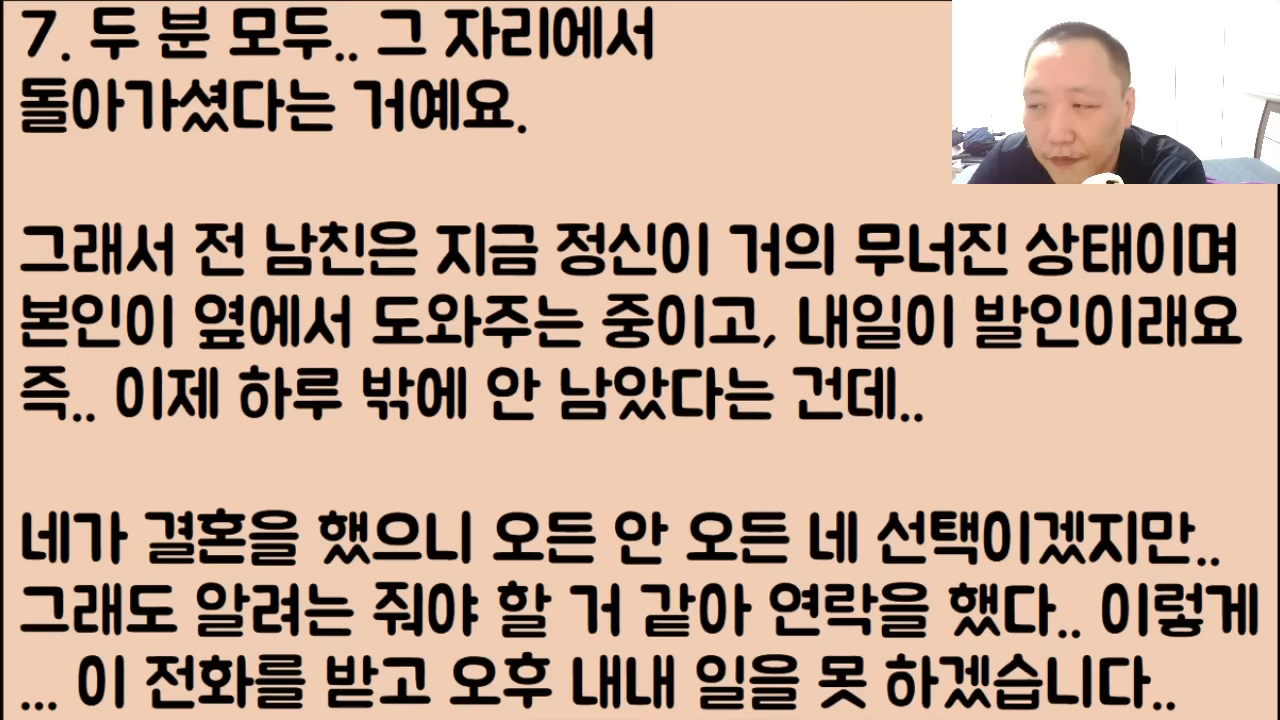 7. 두 분 모두.. 그 자리에서
돌아가셨다는 거예요.
그래서 전 남친은 지금 정신이 거의 무너진 상태이며
본인이 옆에서 도와주는 중이고, 내일이 발인이래요
즉.. 이제 하루 밖에 안 남았다는 건데..
네가 결혼을 했으니 오든 안 오든 네 선택이겠지만..
그래도 알려는 줘야 할 거 같아 연락을 했다.. 이렇게
... 이 전화를 받고 오후 내내 일을 못 하겠습니다..